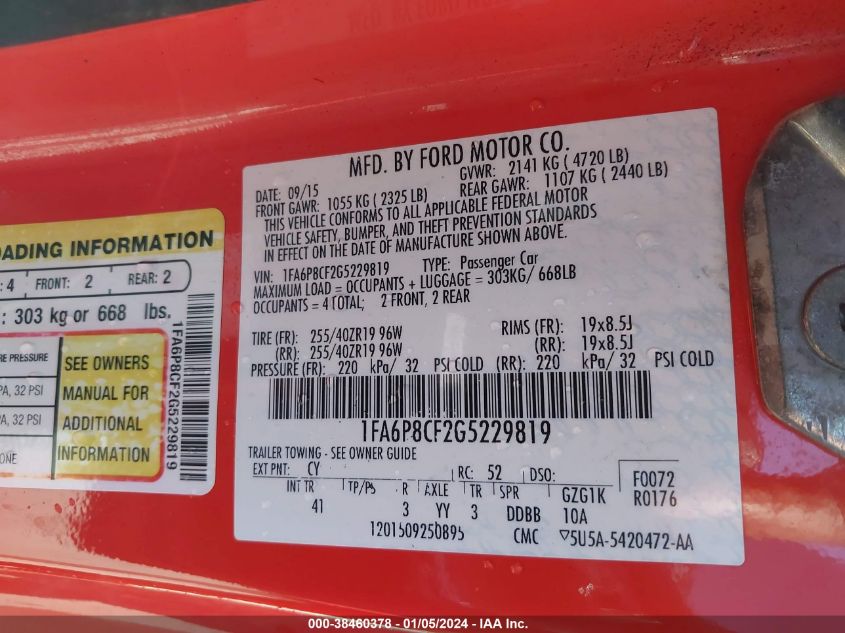 MFD. BY FORD MOTOR CO.
DATE: 09/15 GVWR: 2141 KG ( 4720 LB)
FRONT GAWR: 1055 KG ( 2325 LB) REAR GAWR: 1107 KG ( 2440 LB)
THIS VEHICLE CONFORMS TO ALL APPLICABLE FEDERAL MOTOR
VEHICLE SAFETY, BUMPER, AND THEFT PREVENTION STANDARDS
IN EFFECT ON THE DATE OF MANUFACTURE SHOWN ABOVE.
VIN: 1FA6P8CF2G5229819 TYPE: Passenger Car
MAXIMUM LOAD = OCCUPANTS + LUGGAGE = 303KG/ 668LB
OCCUPANTS = 4 TOTAL; 2 FRONT, 2 REAR
TIRE (FR): 255/40ZR19 96W RIMS (FR): 19x8.5J
(RR): 255/40ZR19 96W (RR): 19x8.5J
PRESSURE (FR): 220 kPa/ 32 PSI COLD (RR): 220 kPa/ 32 PSI COLD
1FA6P8CF2G5229819
TRAILER TOWING - SEE OWNER GUIDE
EXT PNT: CY RC: 52 DSO: F0072
INT TR TP/PS R AXLE TR SPR GZG1K R0176
41 3 YY 3 DDBB 10A
1201509250895 CMC ▽5U5A-5420472-AA
OADING INFORMATION
: 4 FRONT: 2 REAR: 2
: 303 kg or 668 lbs.
RE PRESSURE SEE OWNERS
PA, 32 PSI MANUAL FOR
PA, 32 PSI ADDITIONAL
ONE INFORMATION
1FA6P8CF2G5229819
000-38460378 - 01/05/2024 - IAA Inc.